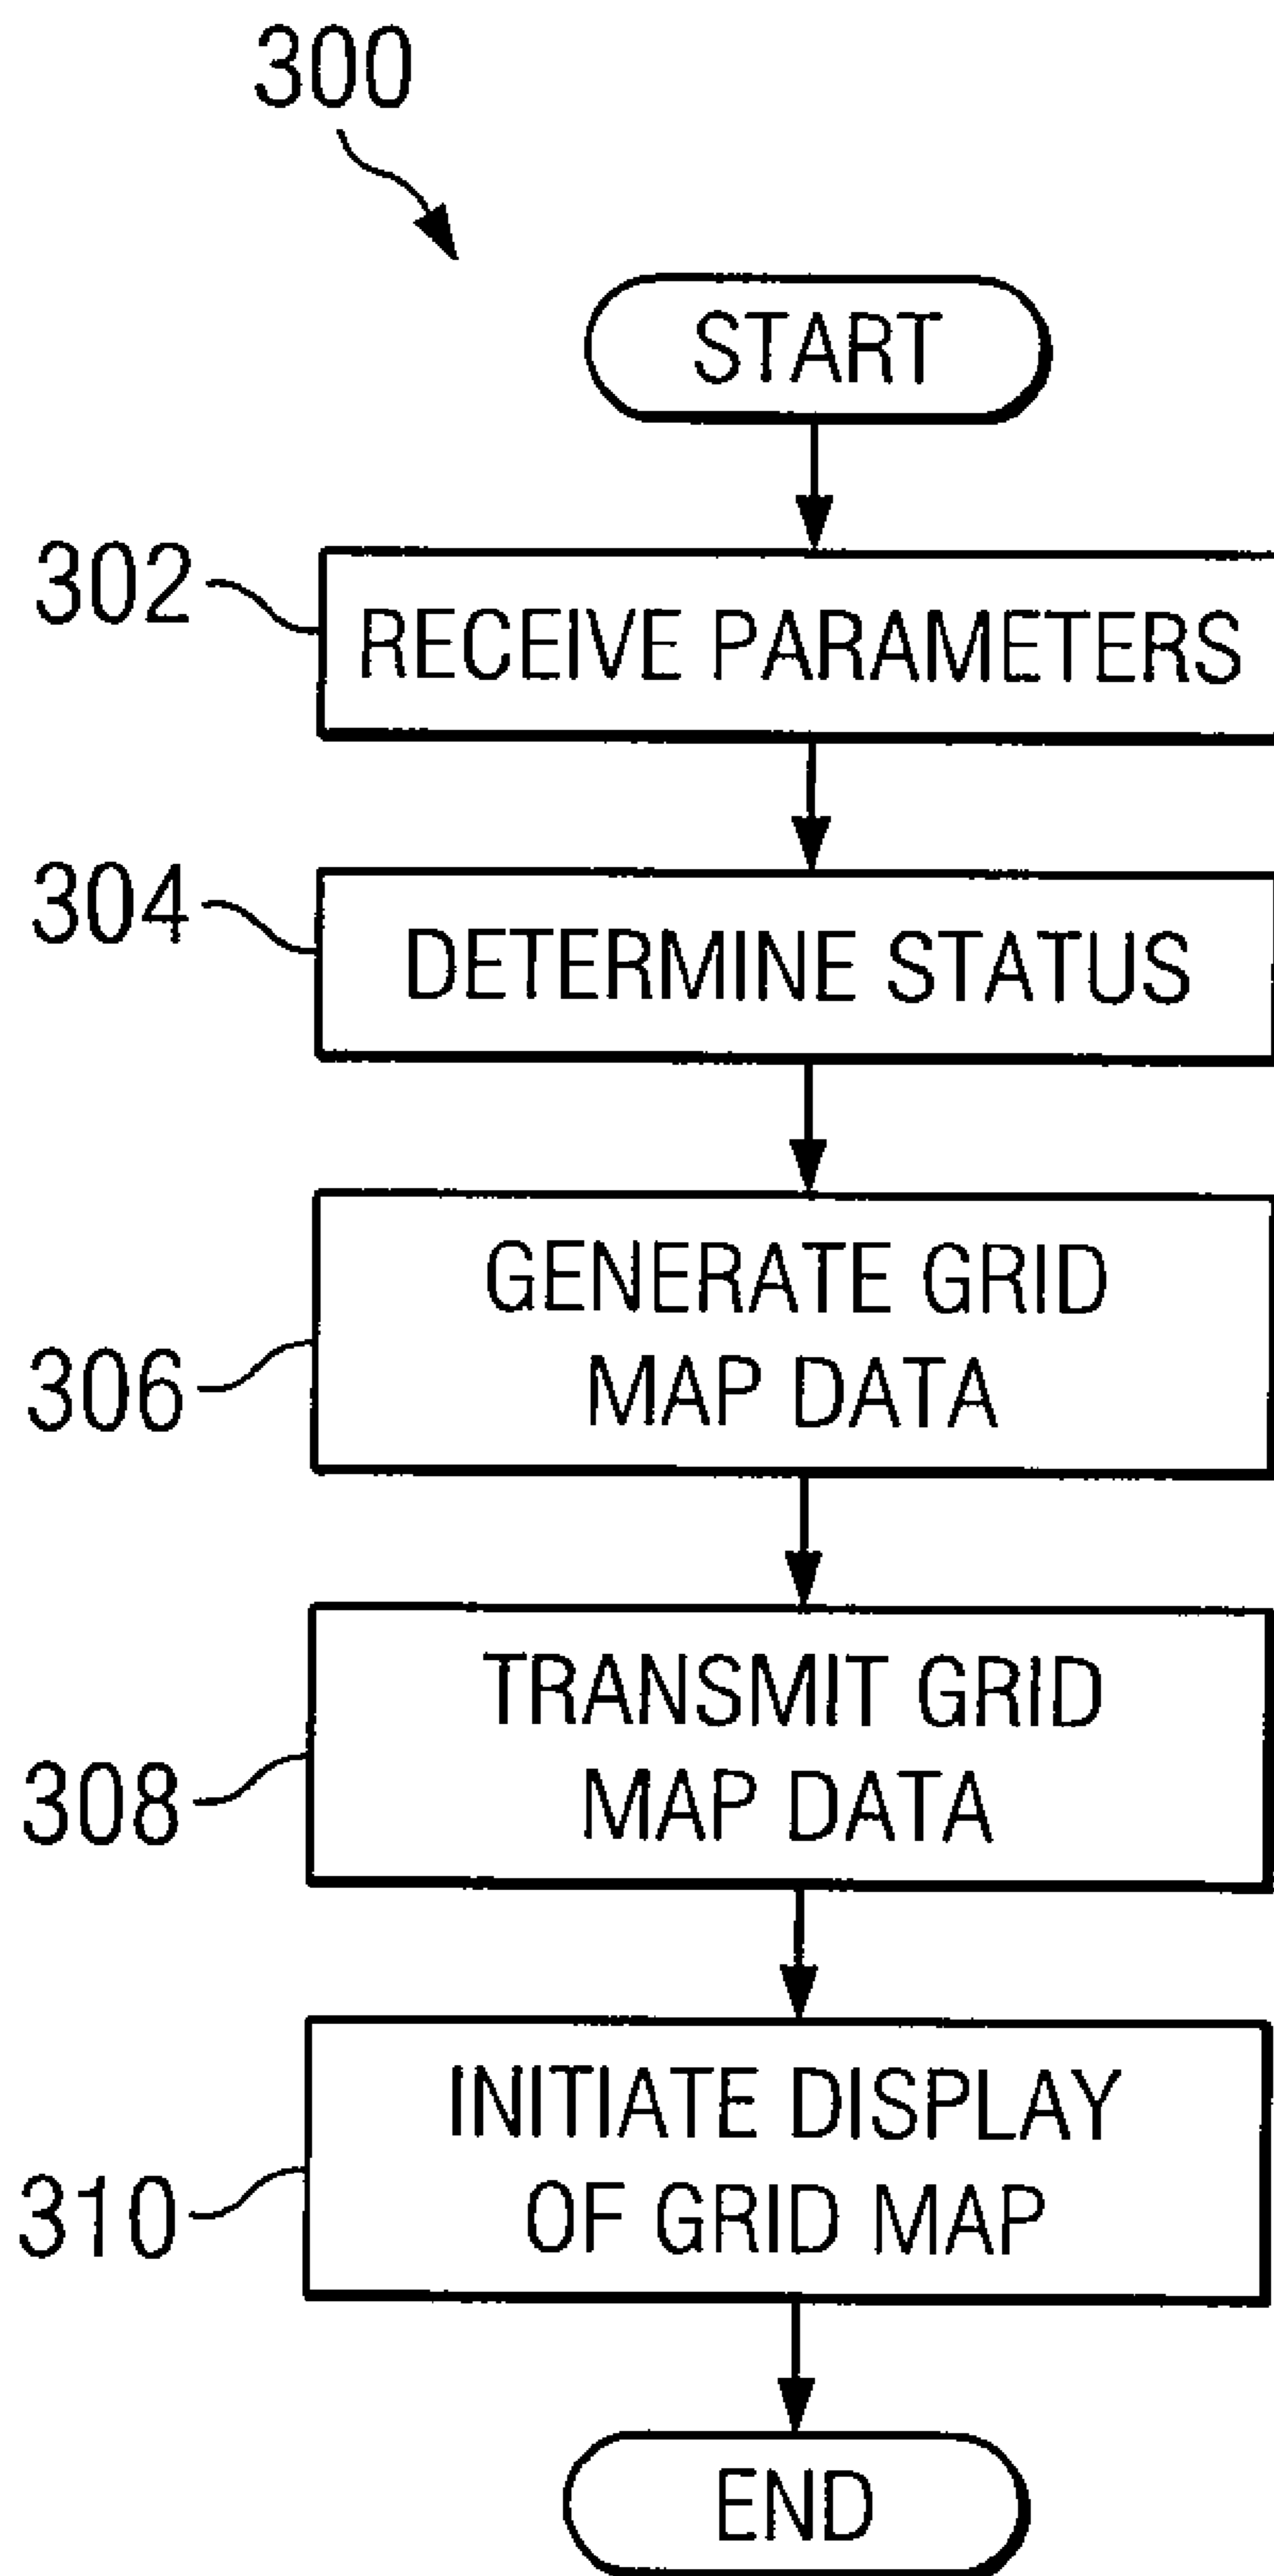 300
START
302
RECEIVE PARAMETERS
304
DETERMINE STATUS
306
GENERATE GRID
MAP DATA
308
TRANSMIT GRID
MAP DATA
310
INITIATE DISPLAY
OF GRID MAP
END